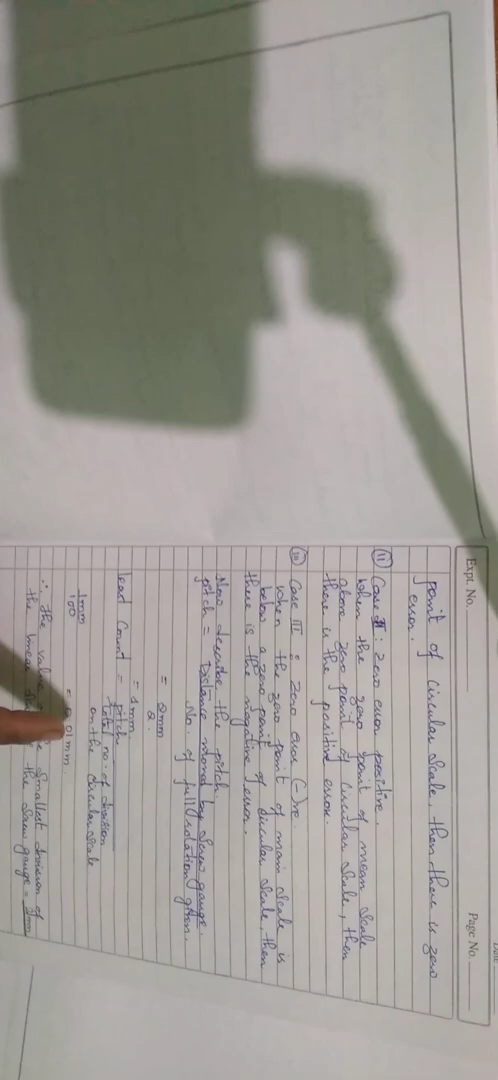 Date
Expt. No.
Page No.
point of circular Scale, then there is zero
error.
(ii) Case II : Zero error positive
when the zero point of mean Scale
above zero point of circular Scale, then
there is the positive error.
(iii) Case III : Zero error (-)ve.
when the zero point of main Scale is
below a zero point of circular Scale, then
there is the negative error.
Now describe the pitch
pitch = Distance moved by Screw gauge.
No. of full rotation given.
= 2mm
2.
= 1mm.
lead Count = pitch
total no. of division
on the circular scale
1mm
100
= 0.01mm.
∴ the value Smallest division of
the the Screw gauge =